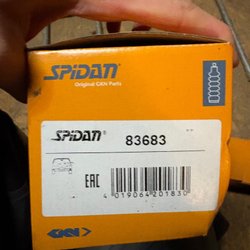 SPIDAN®
Original GKN Parts
SPIDAN® 83683
EAC
4 019064 201830
GKN